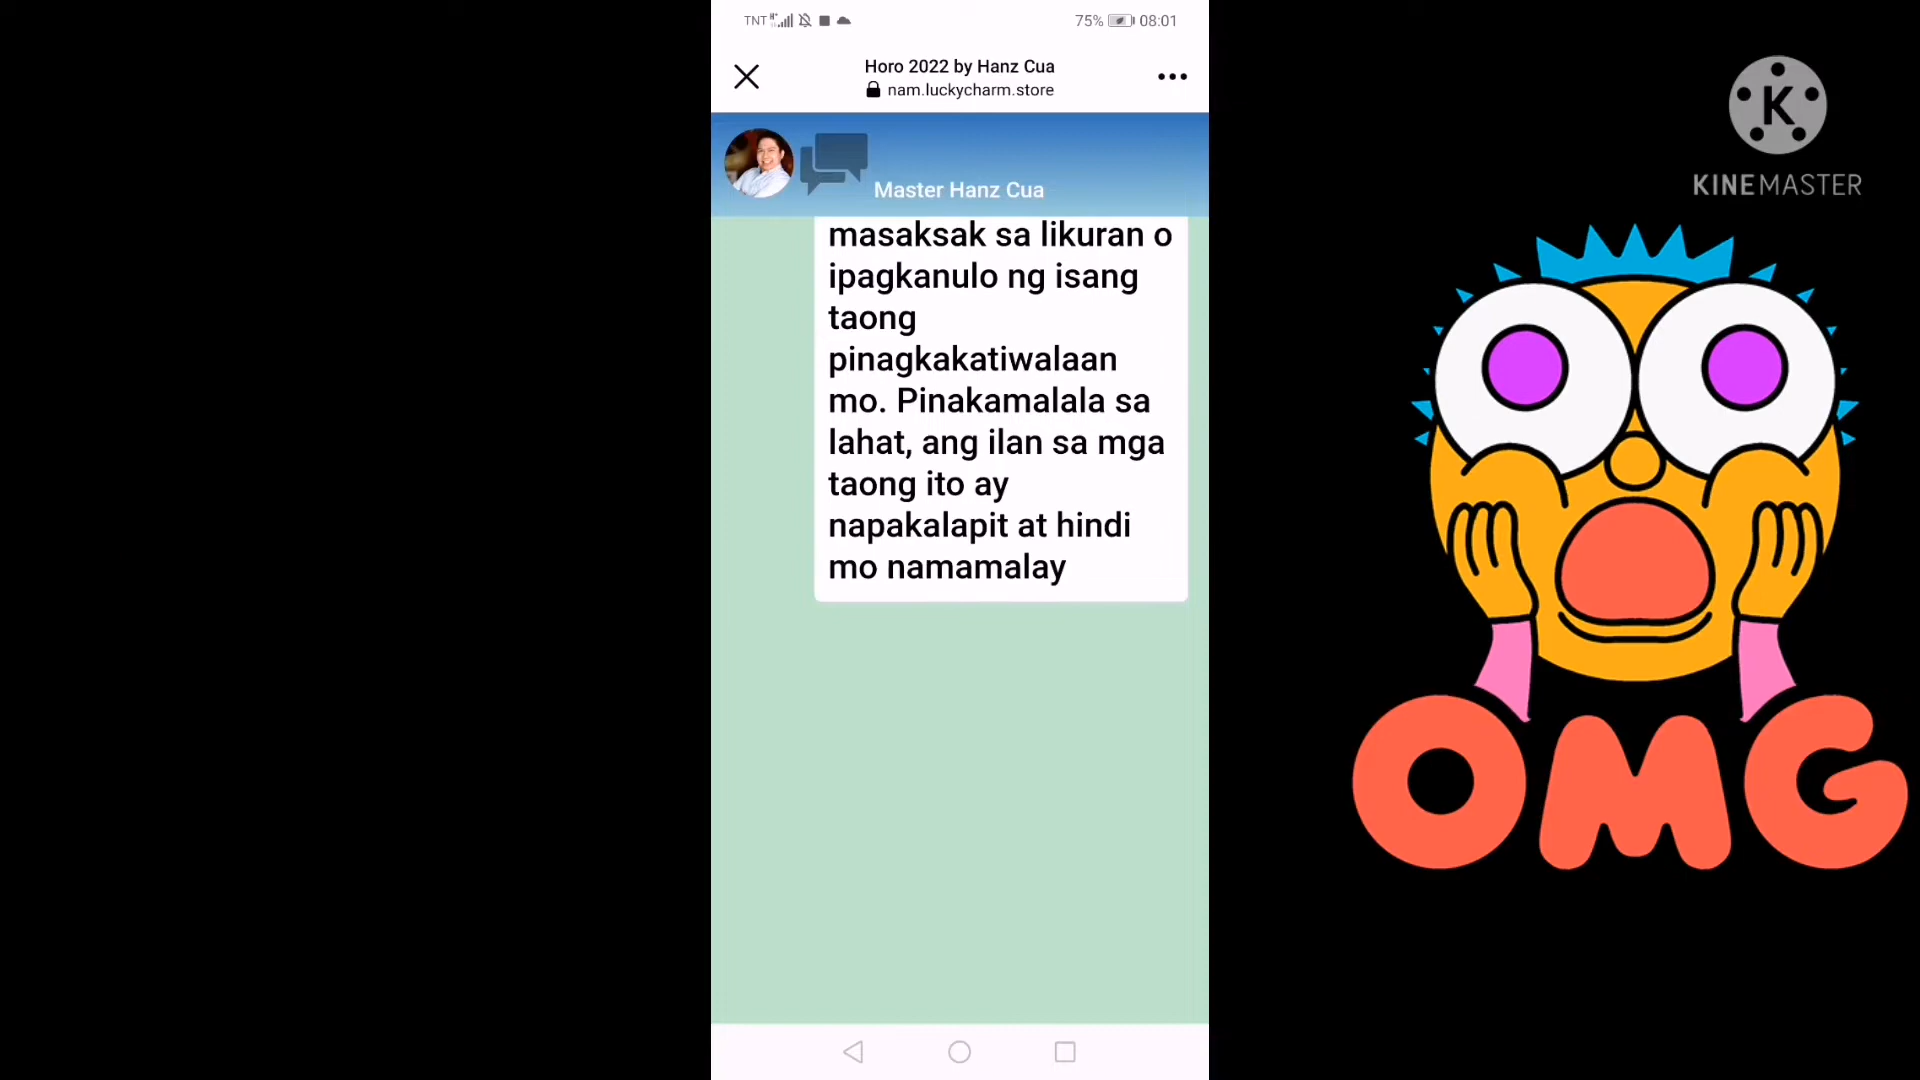 TNT
75%
08:01
Horo 2022 by Hanz Cua
nam.luckycharm.store
Master Hanz Cua
masaksak sa likuran o
ipagkanulo ng isang
taong
pinagkakatiwalaan
mo. Pinakamalala sa
lahat, ang ilan sa mga
taong ito ay
napakalapit at hindi
mo namamalay
K
KINEMASTER
OMG